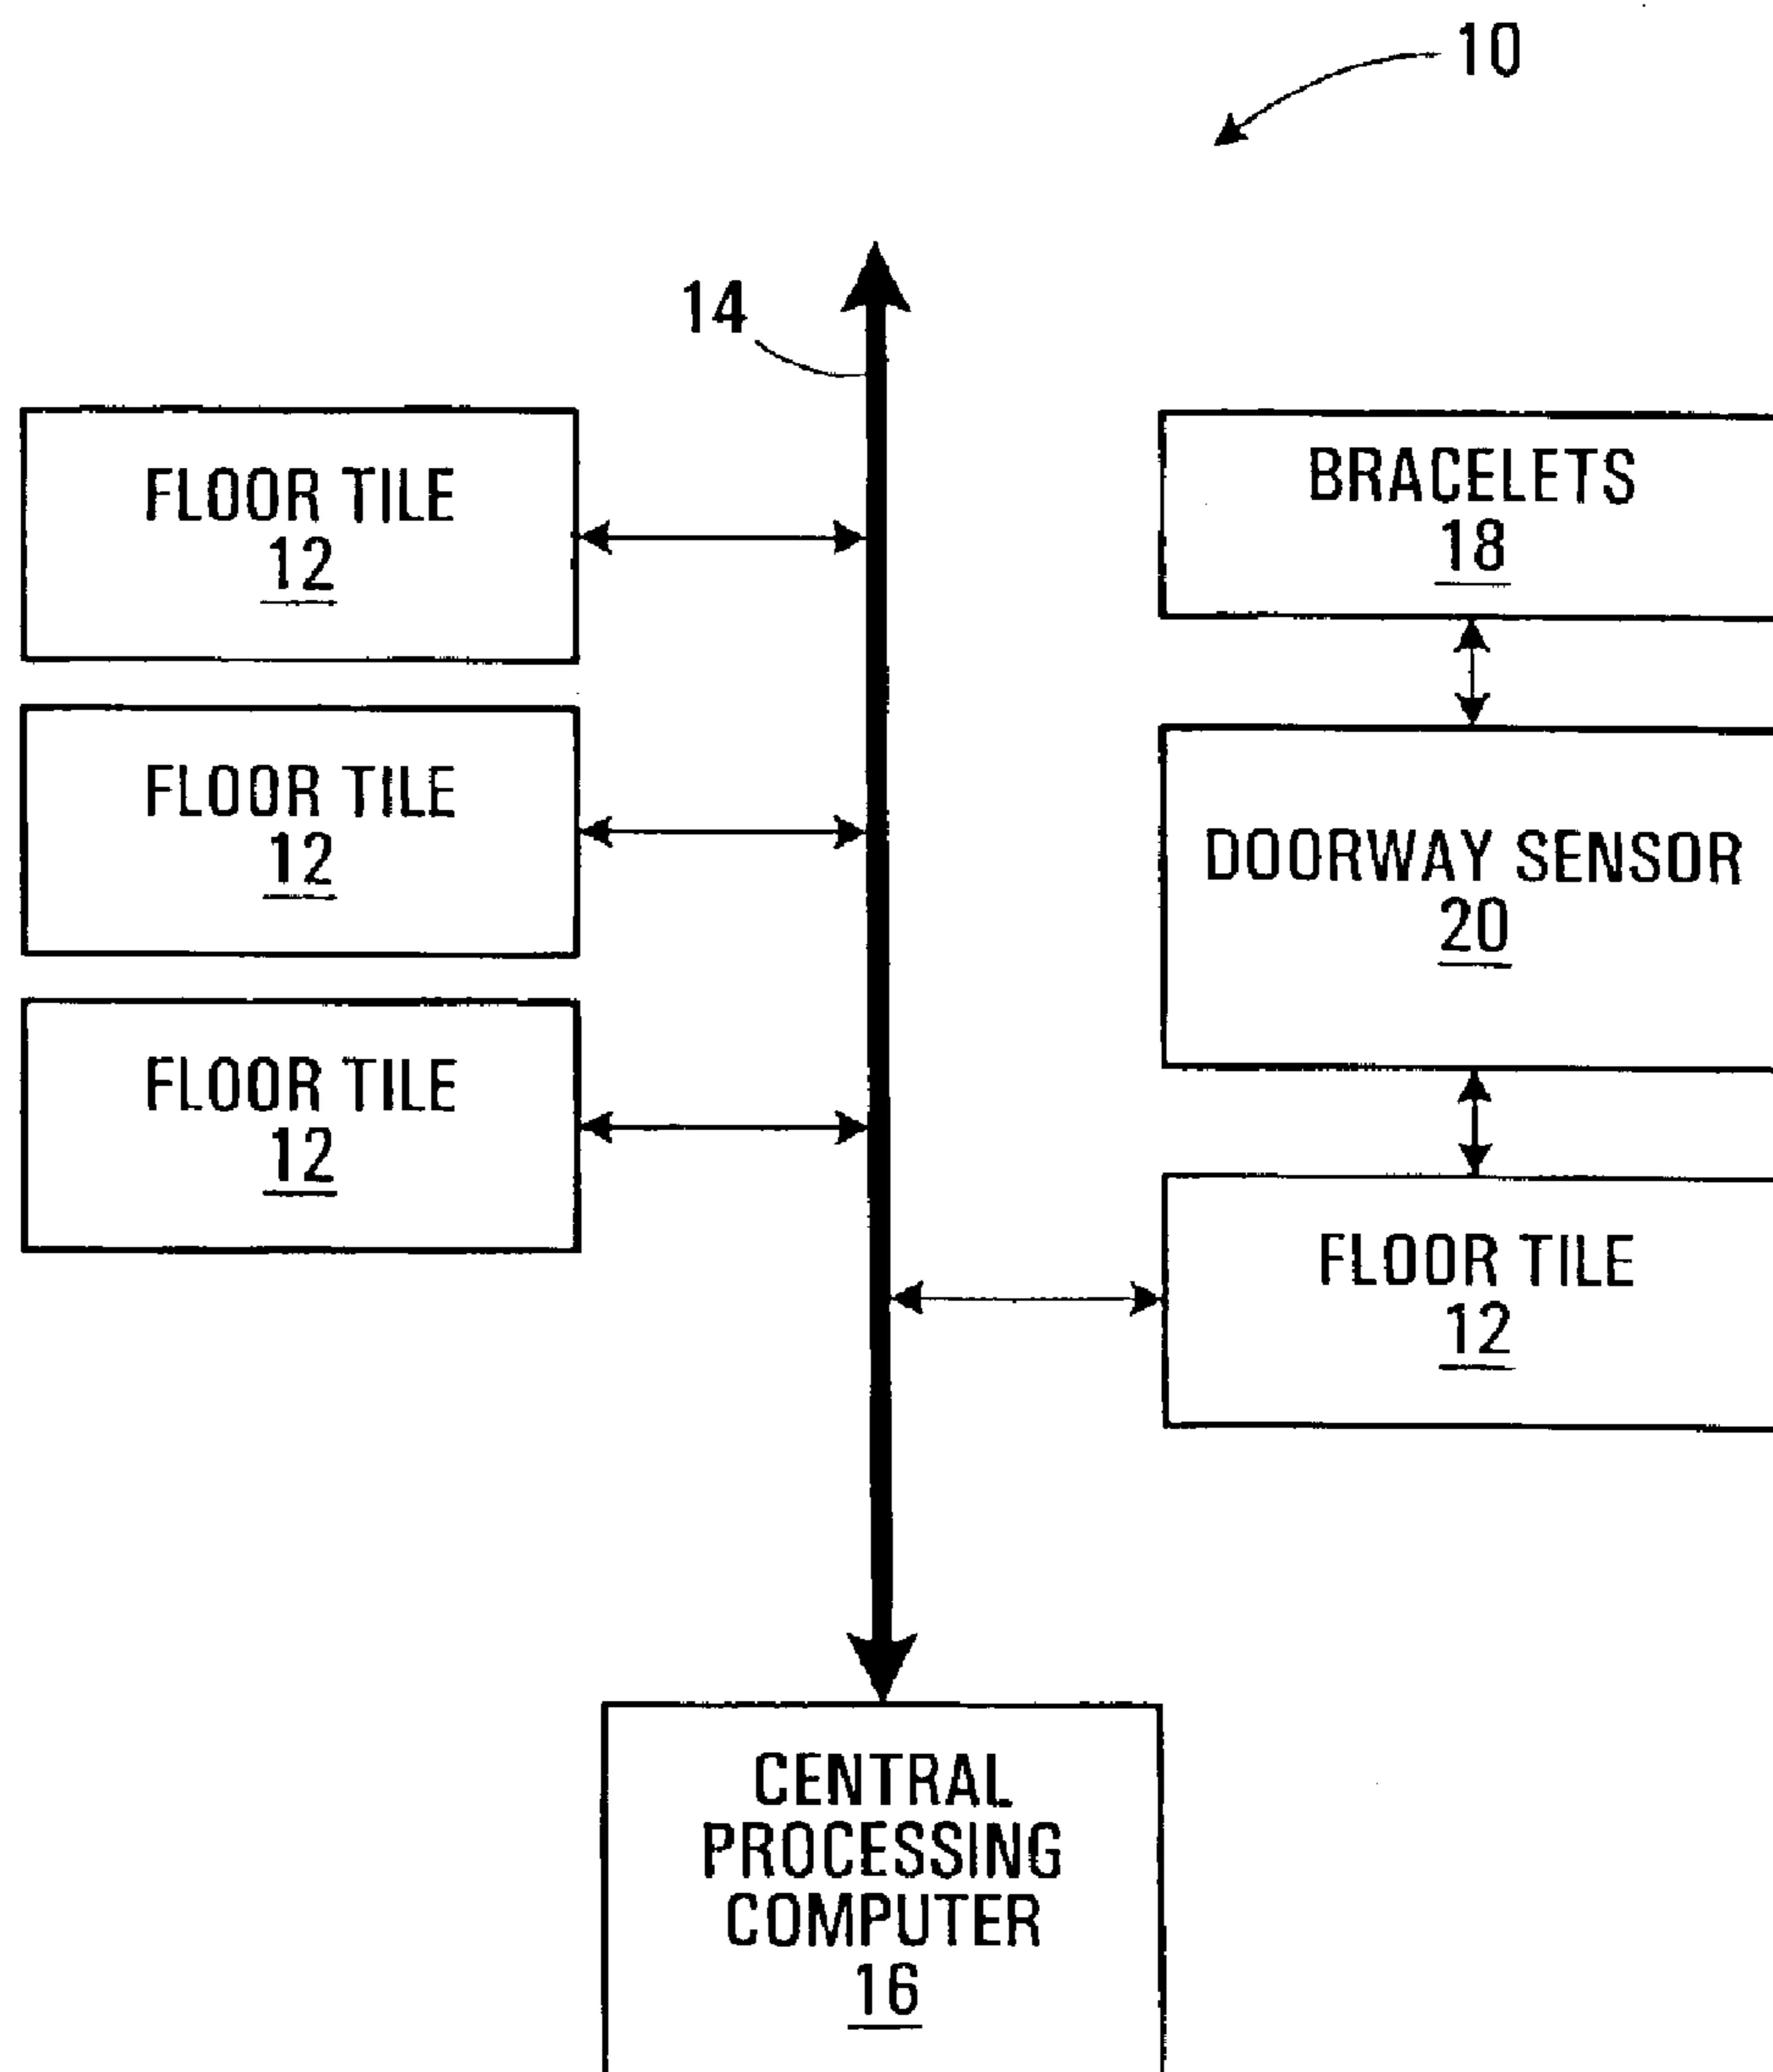 10
14
FLOOR TILE
12
FLOOR TILE
12
FLOOR TILE
12
BRACELETS
18
DOORWAY SENSOR
20
FLOOR TILE
12
CENTRAL
PROCESSING
COMPUTER
16